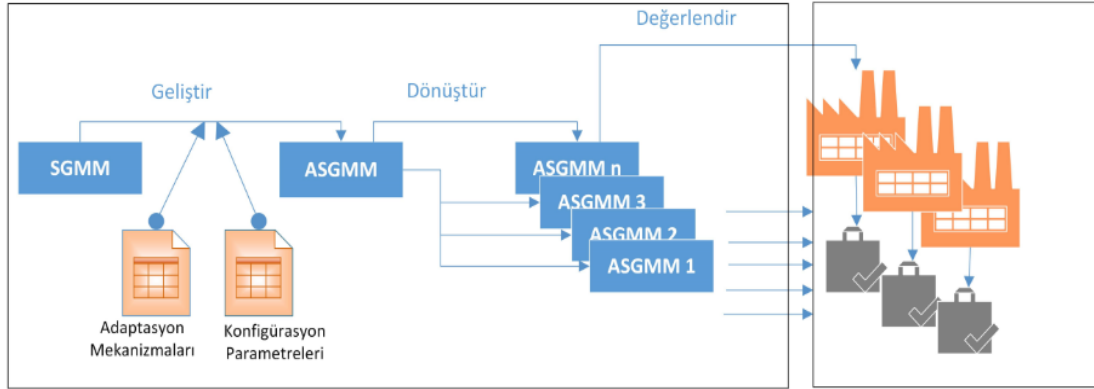 Değerlendir
Geliştir
Dönüştür
SGMM
ASGMM
ASGMM n
ASGMM 3
ASGMM 2
ASGMM 1
Adaptasyon
Mekanizmaları
Konfigürasyon
Parametreleri